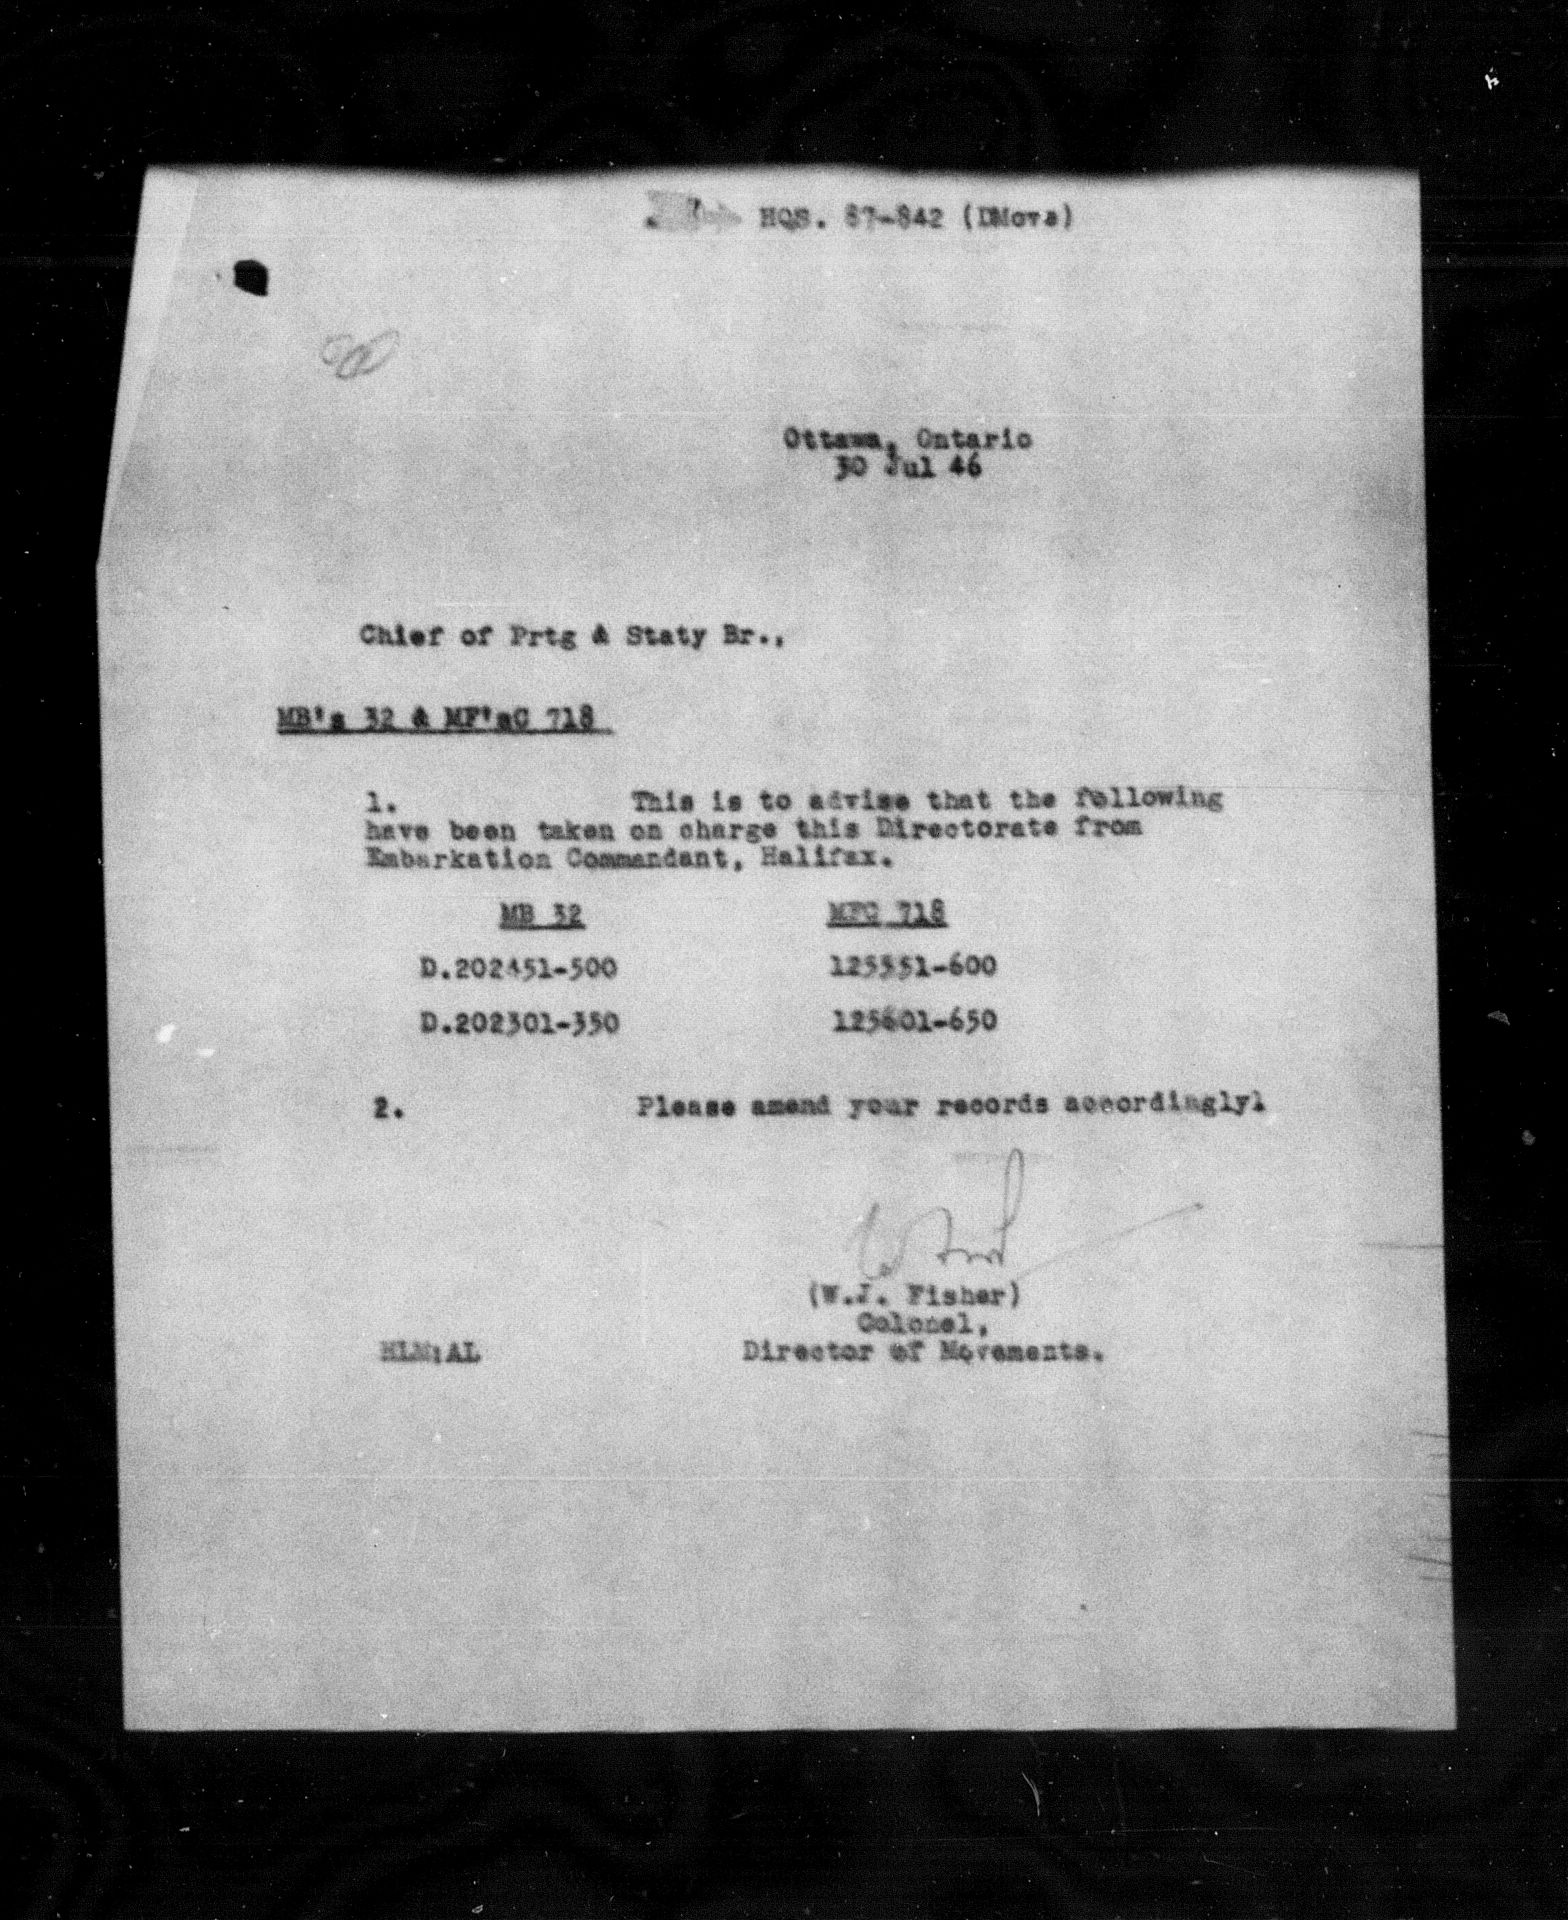 HQS. 87-842 (DMovs)
Ottawa, Ontario
30 Jul 46
Chief of Prtg & Staty Br.,
MB's 32 & MF'sC 718
1. This is to advise that the following
have been taken on charge this Directorate from
Embarkation Commandant, Halifax.
MB 32 MFC 718
D.202451-500 125551-600
D.202301-350 125601-650
2. Please amend your records accordingly.
(W.J. Fisher)
Colonel,
HLM:AL Director of Movements.